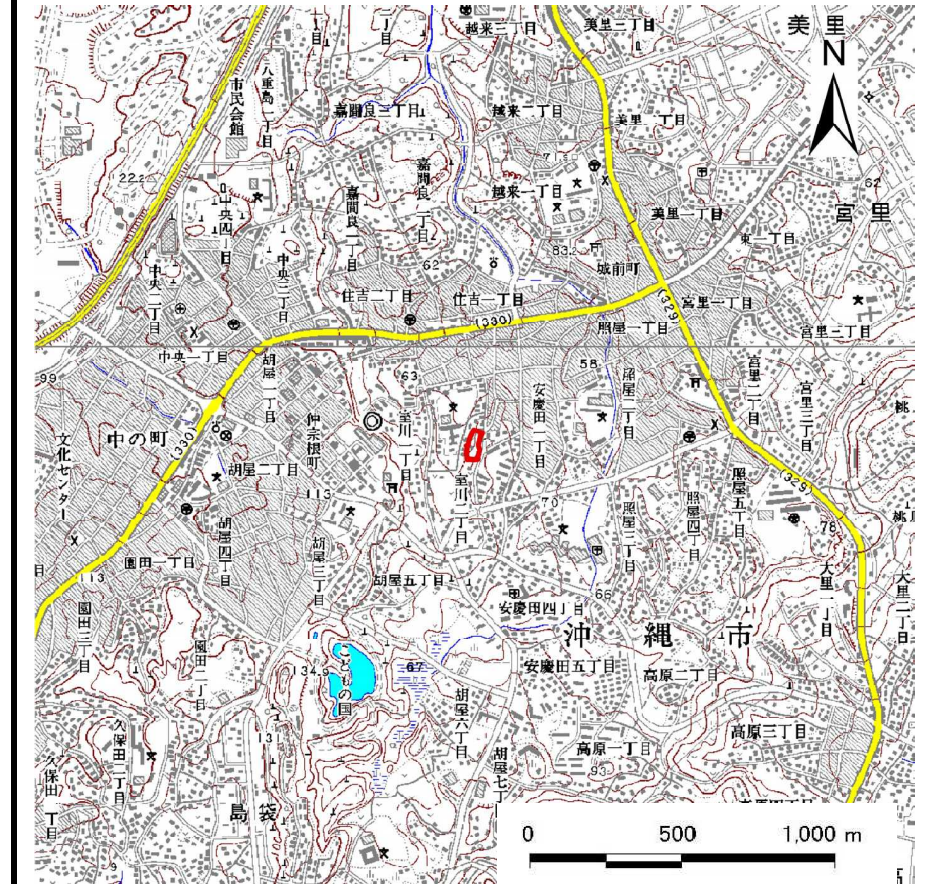 越来三丁目
美里三丁目
美里
N
1丁目
八重島一丁目
市民会館
嘉間良三丁目
越来二丁目
美里一丁目
222
嘉間良一丁目
越来一丁目
62
美里一丁目
宮里
中央四丁目
嘉間良二丁目
東一丁目
中央二丁目
中央三丁目
62
83.2
城前町
住吉二丁目
住吉一丁目
(330)
(329)
宮里一丁目
照屋一丁目
宮里三丁目
中央一丁目
99
63
58
胡屋一丁目
安慶田一丁目
照屋二丁目
宮里二丁目
宮里三丁目
桃
文化センター
中の町
(330)
仲宗根町
室川一丁目
胡屋二丁目
113
室川二丁目
70
(329)
照屋五丁目
照屋四丁目
照屋三丁目
78
桃原
胡屋四丁目
胡屋三丁目
園田一丁目
113
胡屋五丁目
大里一丁目
大里二丁目
安慶田四丁目
66
園田三丁目
園田二丁目
沖縄市
134.9
こどもの国
67
安慶田五丁目
高原二丁目
胡屋六丁目
久保田二丁目
久保田一丁目
131
高原三丁目
高原一丁目
胡屋七丁
93
島袋
0 500 1,000 m
9